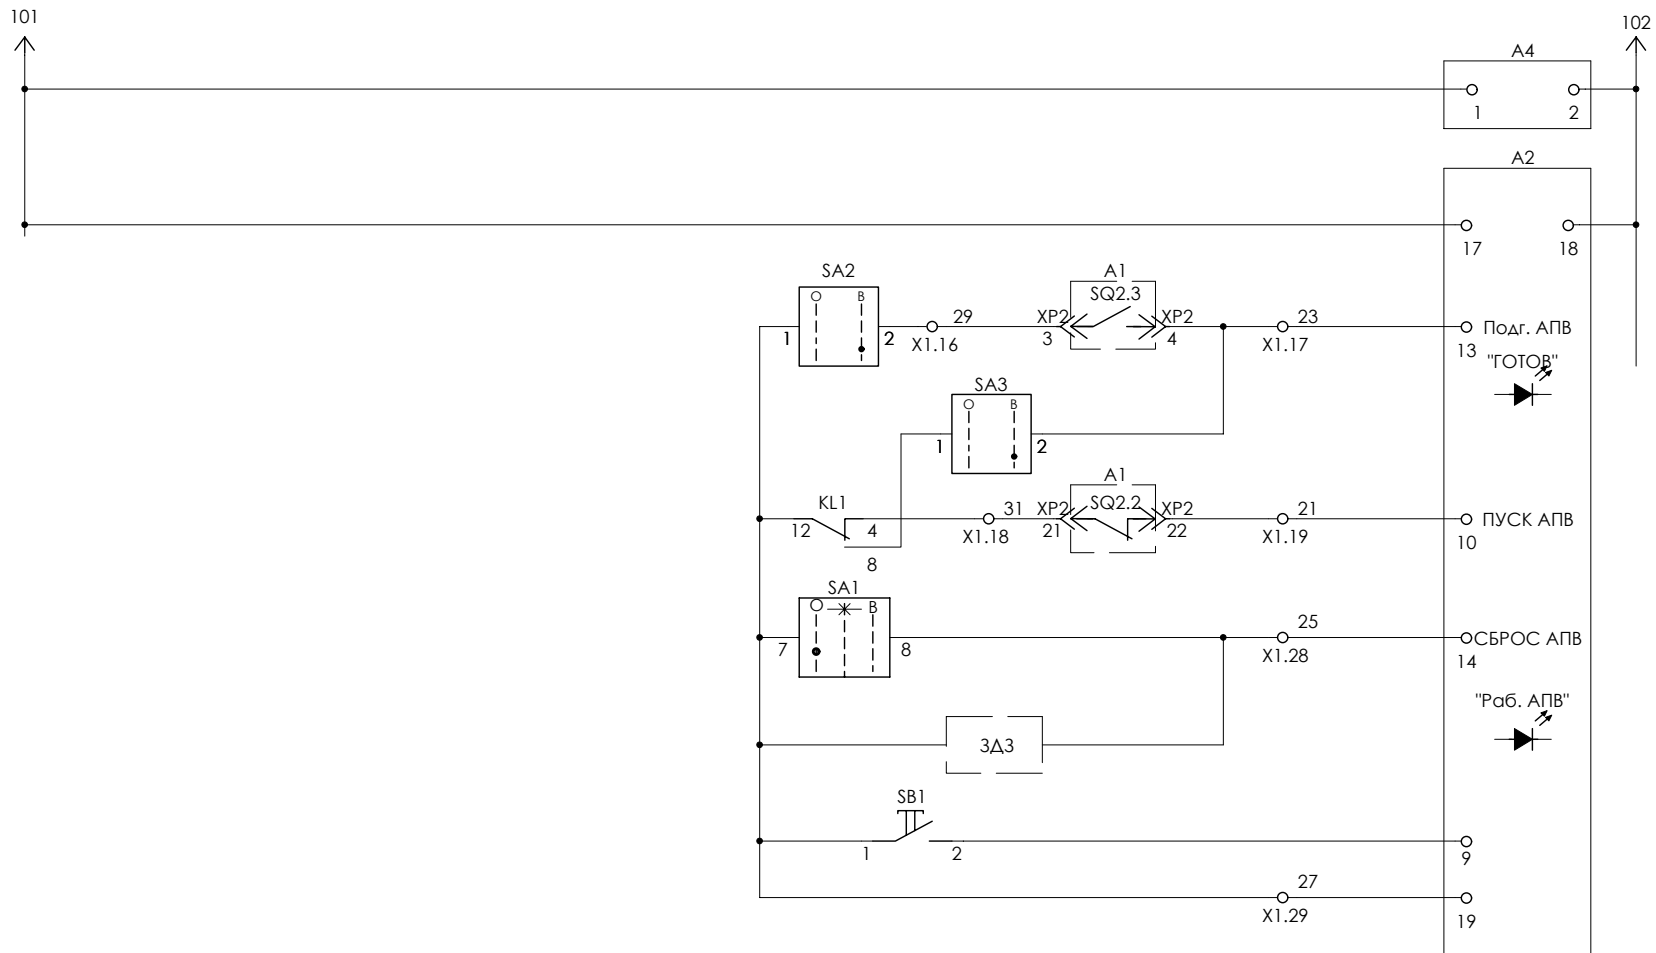 101
102
A4
1
2
A2
17
18
SA2
O
B
1
2
29
X1.16
A1
SQ2.3
XP2
3
XP2
4
23
X1.17
Подг. АПВ
13
"ГОТОВ"
SA3
O
B
1
2
KL1
12
4
8
31
X1.18
A1
SQ2.2
XP2
21
XP2
22
21
X1.19
ПУСК АПВ
10
SA1
O
B
7
8
25
X1.28
СБРОС АПВ
14
"Раб. АПВ"
ЗДЗ
SB1
1
2
9
27
X1.29
19